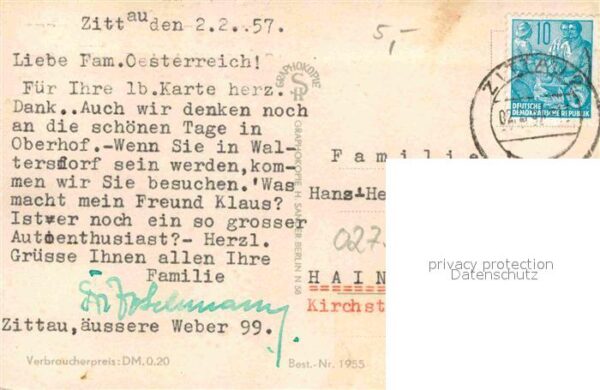 Zittau den 2.2..57.
5,-
Liebe Fam.Oesterreich!
Für Ihre lb.Karte herz.
Dank..Auch wir denken noch
an die schönen Tage in
Oberhof.-Wenn Sie in Wal-
tersdorf sein werden,kom-
men wir Sie besuchen.'Was
macht mein Freund Klaus?
Ist er noch ein so grosser
Autoenthusiast?- Herzl.
Grüsse Ihnen allen Ihre
Familie
Zittau,äussere Weber 99.
Verbraucherpreis: DM, 0.20
Best.-Nr. 1955
GRAPHOKOPIE
GRAPHOKOPIE H. SANDER BERLIN N 58
10
DEUTSCHE
DEMOKRATISCHE REPUBLIK
ZITTAU
Familie
Hans-He
027.
HAIN
Kirchst
privacy protection
Datenschutz